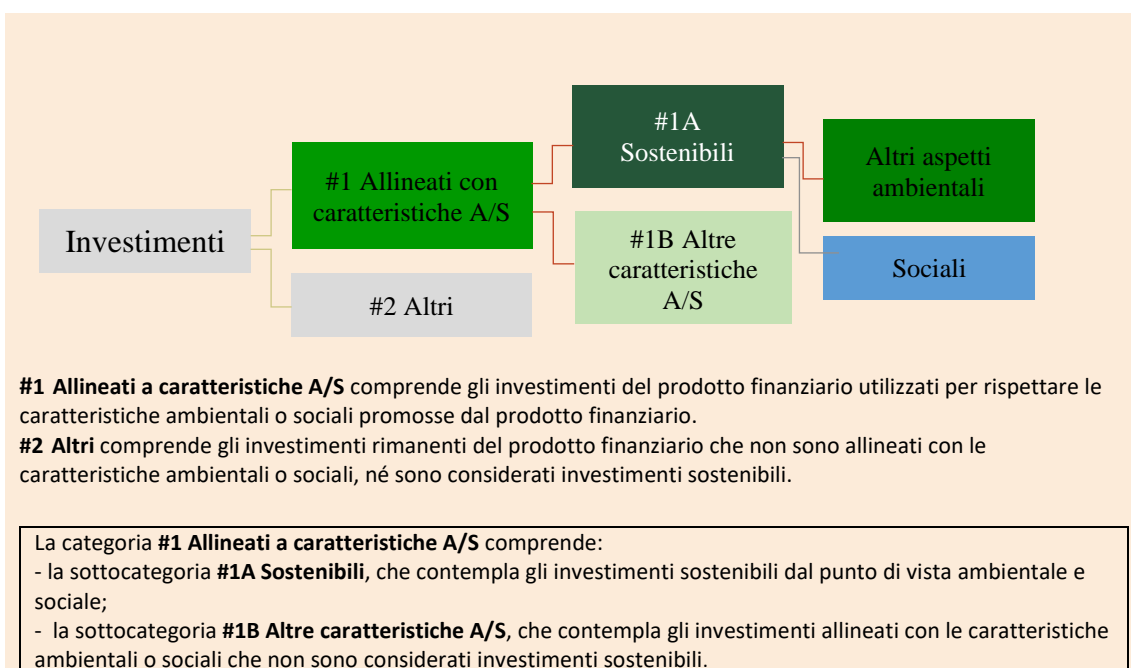 #1A
Sostenibili
Altri aspetti
ambientali
#1 Allineati con
caratteristiche A/S
Investimenti
#1B Altre
caratteristiche
A/S
Sociali
#2 Altri
#1 Allineati a caratteristiche A/S comprende gli investimenti del prodotto finanziario utilizzati per rispettare le
caratteristiche ambientali o sociali promosse dal prodotto finanziario.
#2 Altri comprende gli investimenti rimanenti del prodotto finanziario che non sono allineati con le
caratteristiche ambientali o sociali, né sono considerati investimenti sostenibili.
La categoria #1 Allineati a caratteristiche A/S comprende:
- la sottocategoria #1A Sostenibili, che contempla gli investimenti sostenibili dal punto di vista ambientale e
sociale;
- la sottocategoria #1B Altre caratteristiche A/S, che contempla gli investimenti allineati con le caratteristiche
ambientali o sociali che non sono considerati investimenti sostenibili.